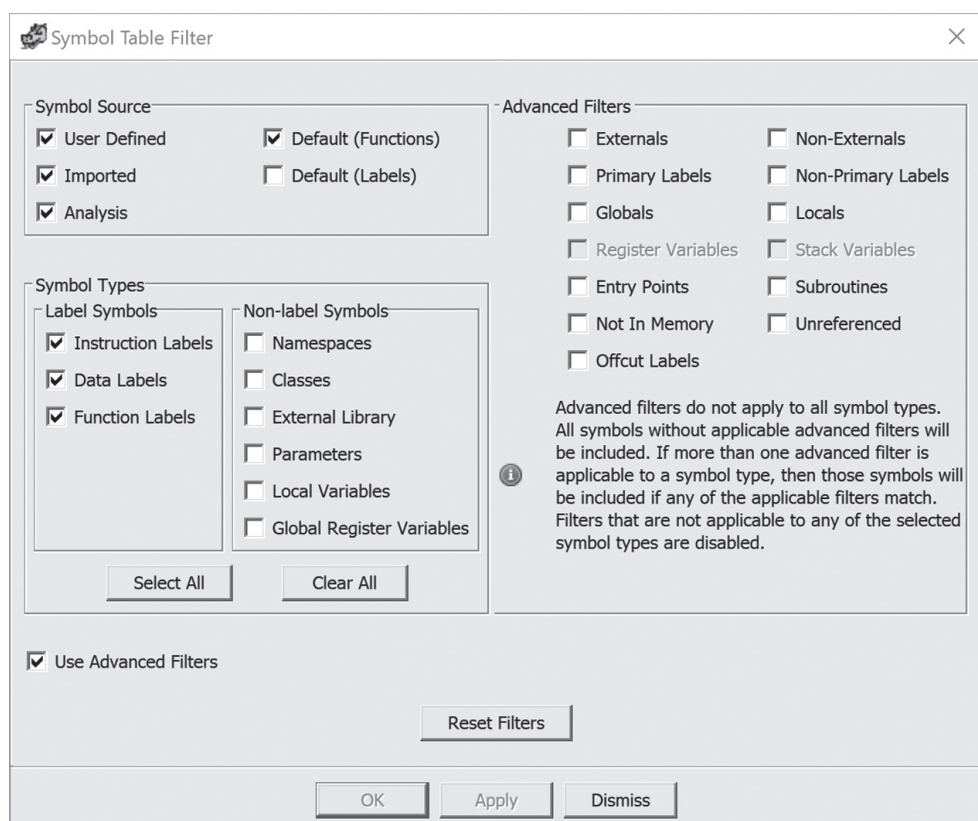 Symbol Table Filter
Symbol Source
User Defined
Default (Functions)
Imported
Default (Labels)
Analysis
Symbol Types
Label Symbols
Instruction Labels
Data Labels
Function Labels
Non-label Symbols
Namespaces
Classes
External Library
Parameters
Local Variables
Global Register Variables
Select All
Clear All
Advanced Filters
Externals
Non-Externals
Primary Labels
Non-Primary Labels
Globals
Locals
Register Variables
Stack Variables
Entry Points
Subroutines
Not In Memory
Unreferenced
Offcut Labels
Advanced filters do not apply to all symbol types.
All symbols without applicable advanced filters will
be included. If more than one advanced filter is
applicable to a symbol type, then those symbols will
be included if any of the applicable filters match.
Filters that are not applicable to any of the selected
symbol types are disabled.
Use Advanced Filters
Reset Filters
OK
Apply
Dismiss